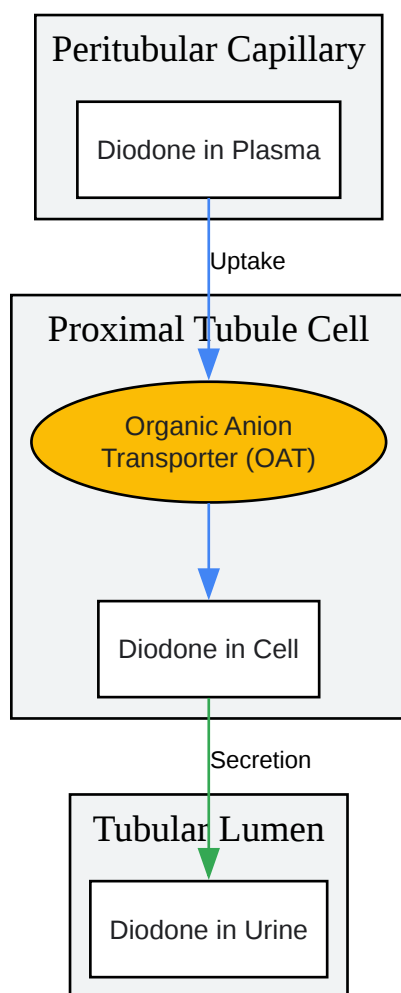 Peritubular Capillary
Diodone in Plasma
Uptake
Proximal Tubule Cell
Organic Anion
Transporter (OAT)
Diodone in Cell
Secretion
Tubular Lumen
Diodone in Urine